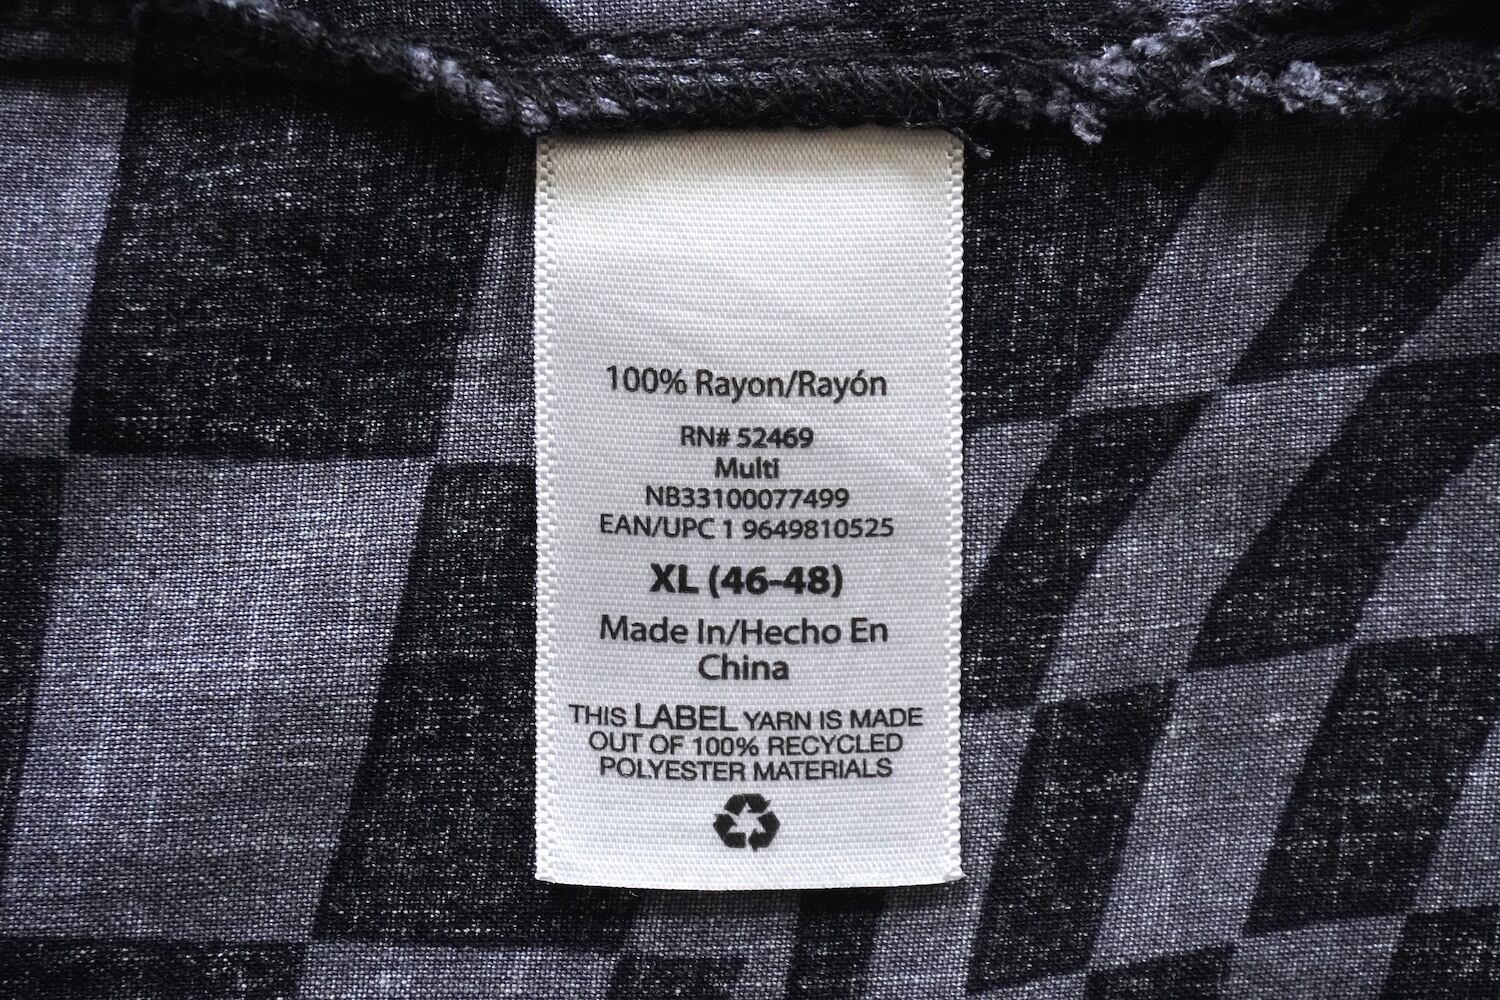 100% Rayon/Rayón
RN# 52469
Multi
NB33100077499
EAN/UPC 1 9649810525
XL (46-48)
Made In/Hecho En
China
THIS LABEL YARN IS MADE
OUT OF 100% RECYCLED
POLYESTER MATERIALS